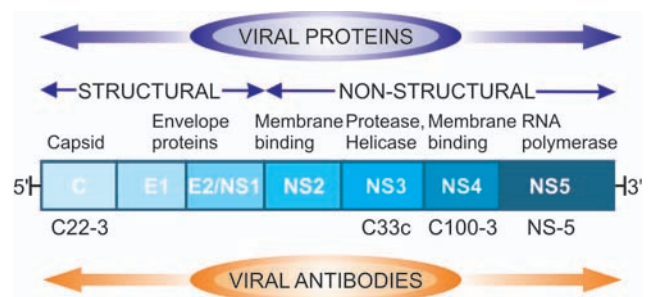 VIRAL PROTEINS
STRUCTURAL NON-STRUCTURAL
Capsid
Envelope proteins
Membrane binding
Protease, Helicase
Membrane binding
RNA polymerase
5' C E1 E2/NS1 NS2 NS3 NS4 NS5 3'
C22-3 C33c C100-3 NS-5
VIRAL ANTIBODIES